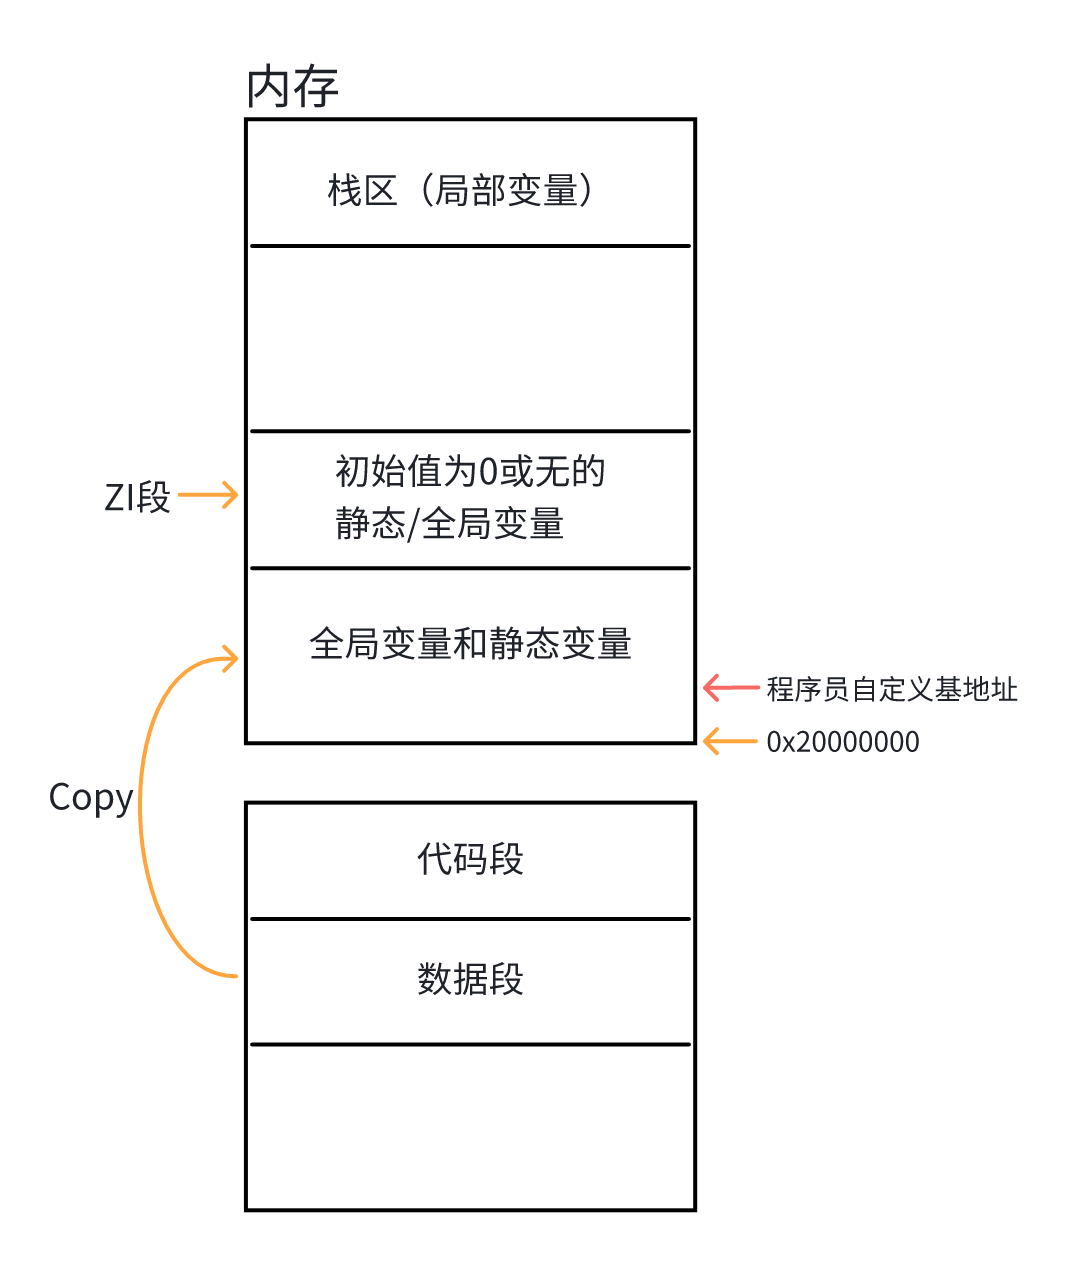 内存
栈区（局部变量）
初始值为0或无的
ZI段
静态/全局变量
全局变量和静态变量
程序员自定义基地址
0x20000000
Copy
代码段
数据段